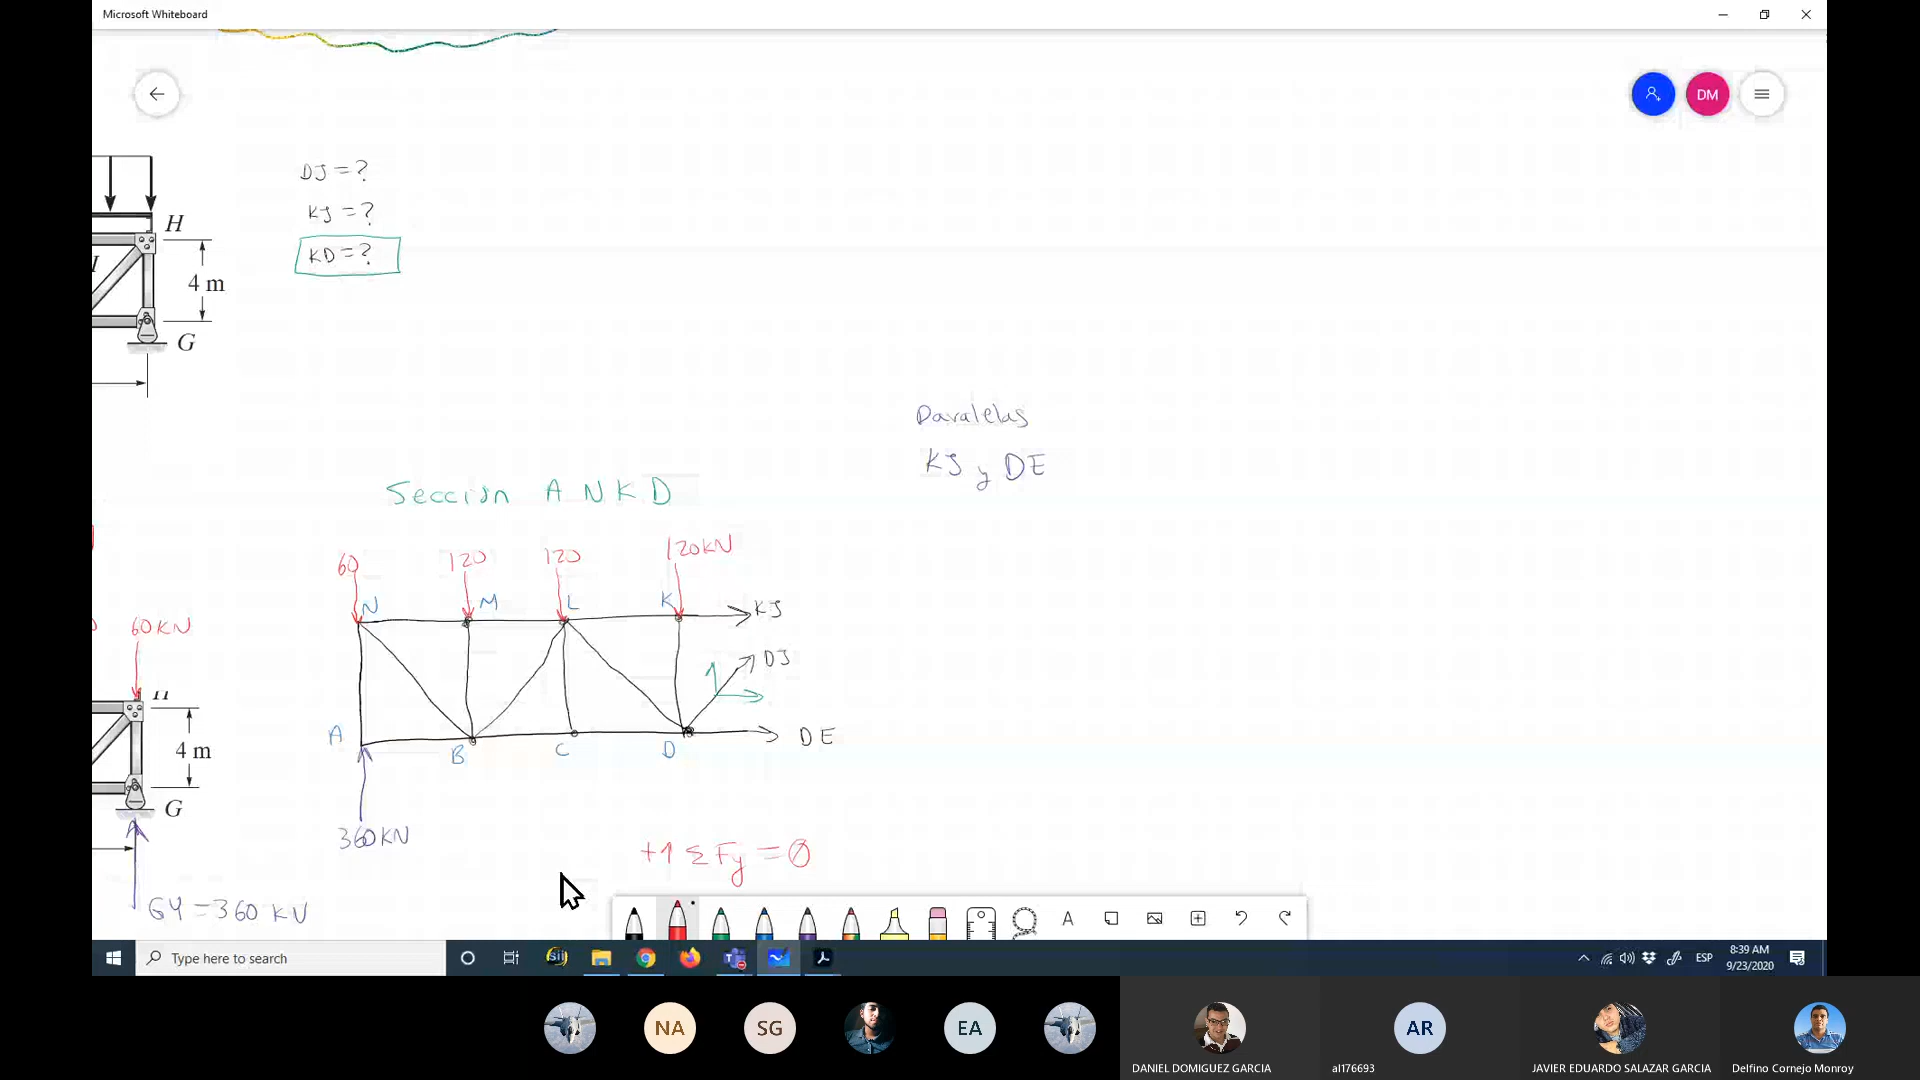 Microsoft Whiteboard
DM
DJ = ?
KJ = ?
KD = ?
H
I
4 m
G
Paralelas
KJ y DE
Sección A N K D
60
120
120
120KN
N
M
L
K
KJ
DJ
A
B
C
D
DE
360KN
60KN
H
4 m
G
GY = 360 KN
+↑ Σ Fy = 0
A
Type here to search
Sii
ESP
8:39 AM
9/23/2020
NA
SG
EA
AR
DANIEL DOMIGUEZ GARCIA
al176693
JAVIER EDUARDO SALAZAR GARCIA
Delfino Cornejo Monroy